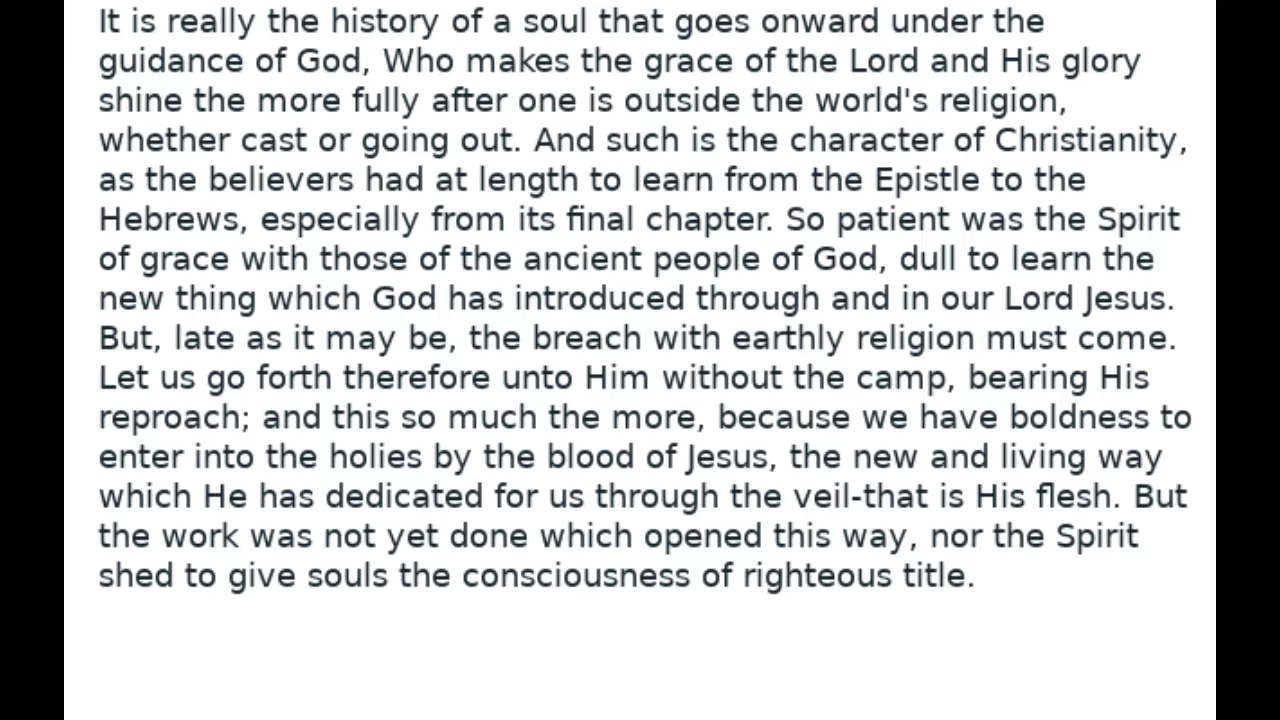 It is really the history of a soul that goes onward under the
guidance of God, Who makes the grace of the Lord and His glory
shine the more fully after one is outside the world's religion,
whether cast or going out. And such is the character of Christianity,
as the believers had at length to learn from the Epistle to the
Hebrews, especially from its final chapter. So patient was the Spirit
of grace with those of the ancient people of God, dull to learn the
new thing which God has introduced through and in our Lord Jesus.
But, late as it may be, the breach with earthly religion must come.
Let us go forth therefore unto Him without the camp, bearing His
reproach; and this so much the more, because we have boldness to
enter into the holies by the blood of Jesus, the new and living way
which He has dedicated for us through the veil-that is His flesh. But
the work was not yet done which opened this way, nor the Spirit
shed to give souls the consciousness of righteous title.